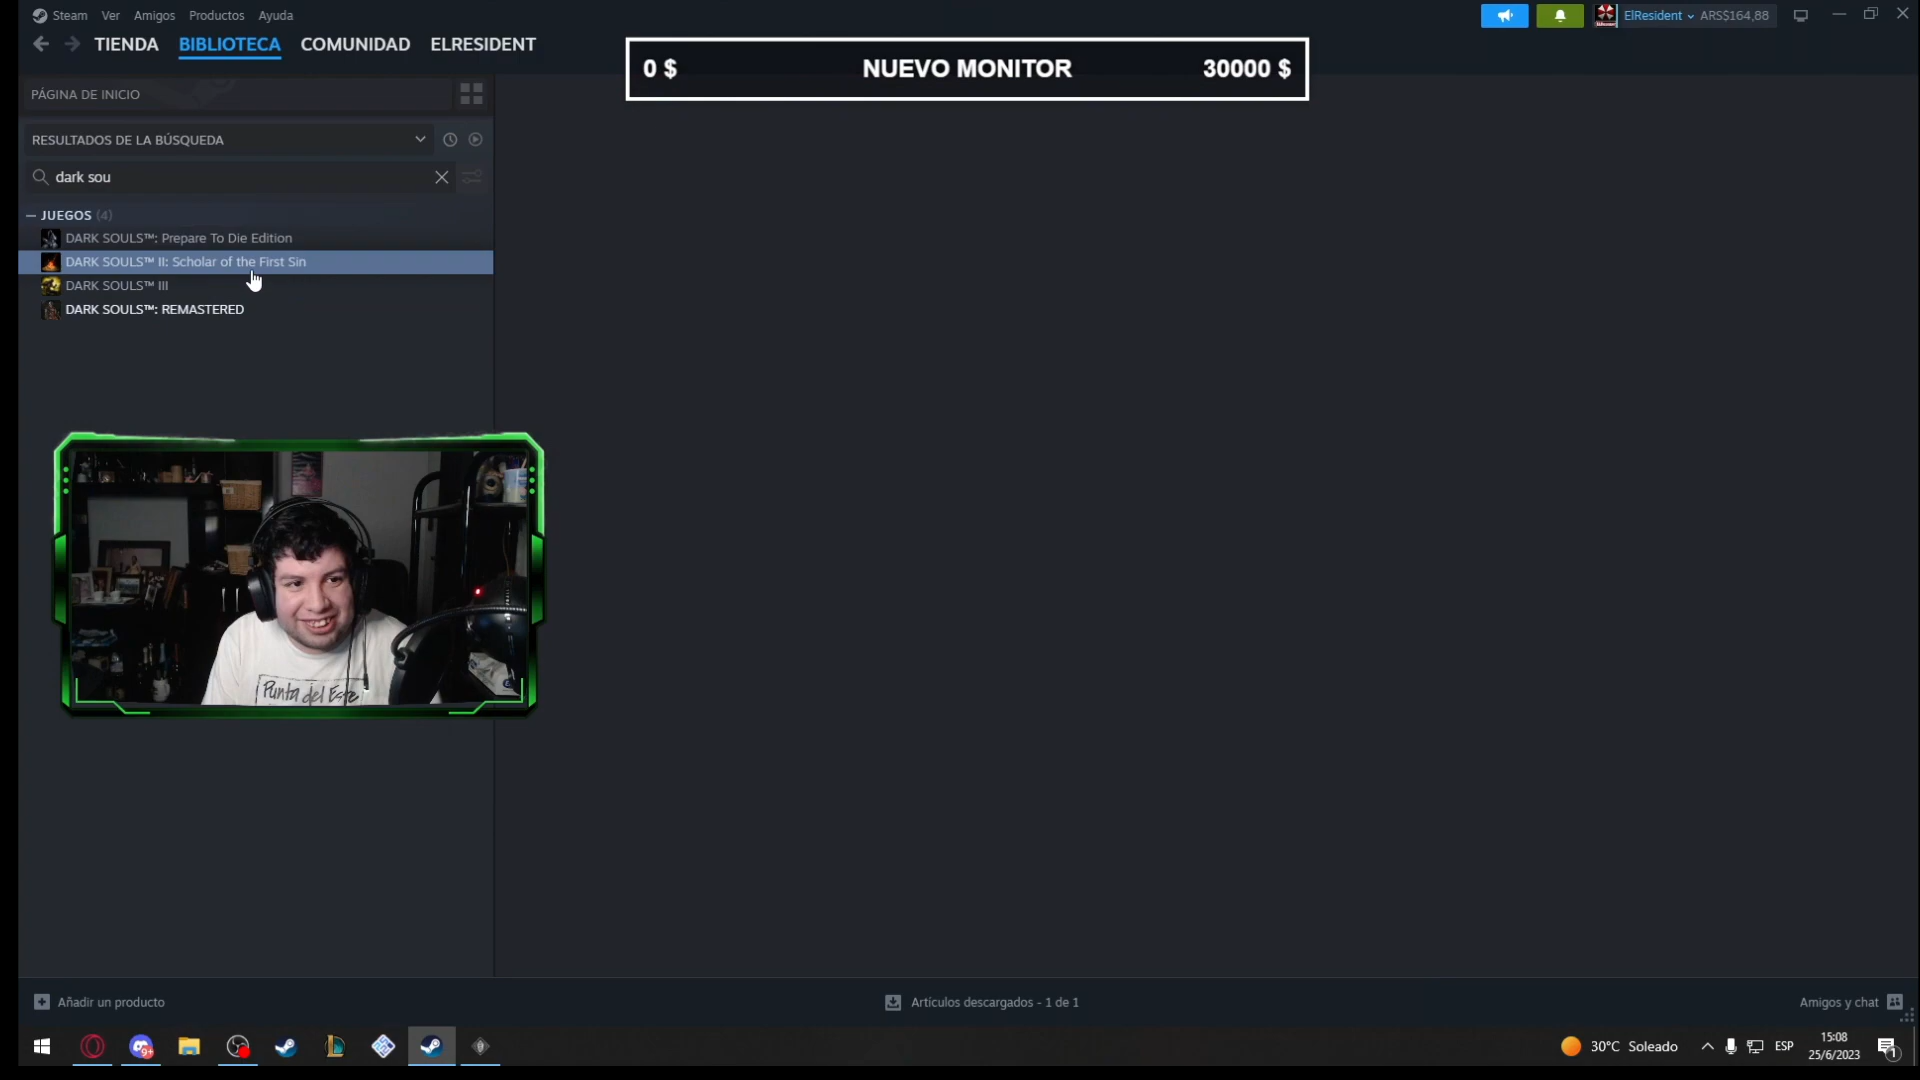 Steam Ver Amigos Productos Ayuda
ElResident ARS$164,88
TIENDA BIBLIOTECA COMUNIDAD ELRESIDENT
0 $ NUEVO MONITOR 30000 $
PÁGINA DE INICIO
RESULTADOS DE LA BÚSQUEDA
dark sou
JUEGOS (4)
DARK SOULS™: Prepare To Die Edition
DARK SOULS™ II: Scholar of the First Sin
DARK SOULS™ III
DARK SOULS™: REMASTERED
Punta del Este
Añadir un producto
Artículos descargados - 1 de 1
Amigos y chat
9+
30°C Soleado
ESP
15:08
25/6/2023
1